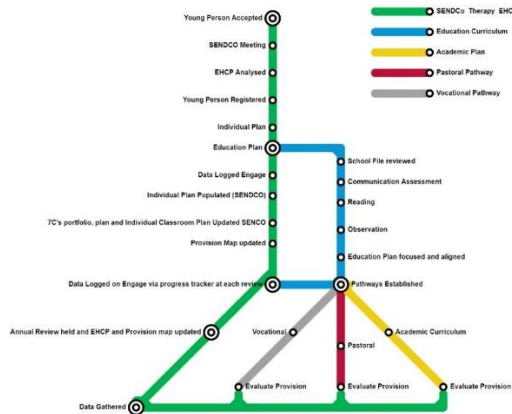 Young Person Accepted
SENDCO Meeting
EHCP Analysed
Young Person Registered
Individual Plan
Education Plan
Data Logged Engage
Individual Plan Populated (SENDCO)
7C's portfolio, plan and Individual Classroom Plan Updated SENCO
Provision Map updated
Data Logged on Engage via progress tracker at each review
Annual Review held and EHCP and Provision map updated
Data Gathered
SENDCo Therapy EHC
Education Curriculum
Academic Plan
Pastoral Pathway
Vocational Pathway
School File reviewed
Communication Assessment
Reading
Observation
Education Plan focused and aligned
Pathways Established
Vocational
Academic Curriculum
Pastoral
Evaluate Provision
Evaluate Provision
Evaluate Provision